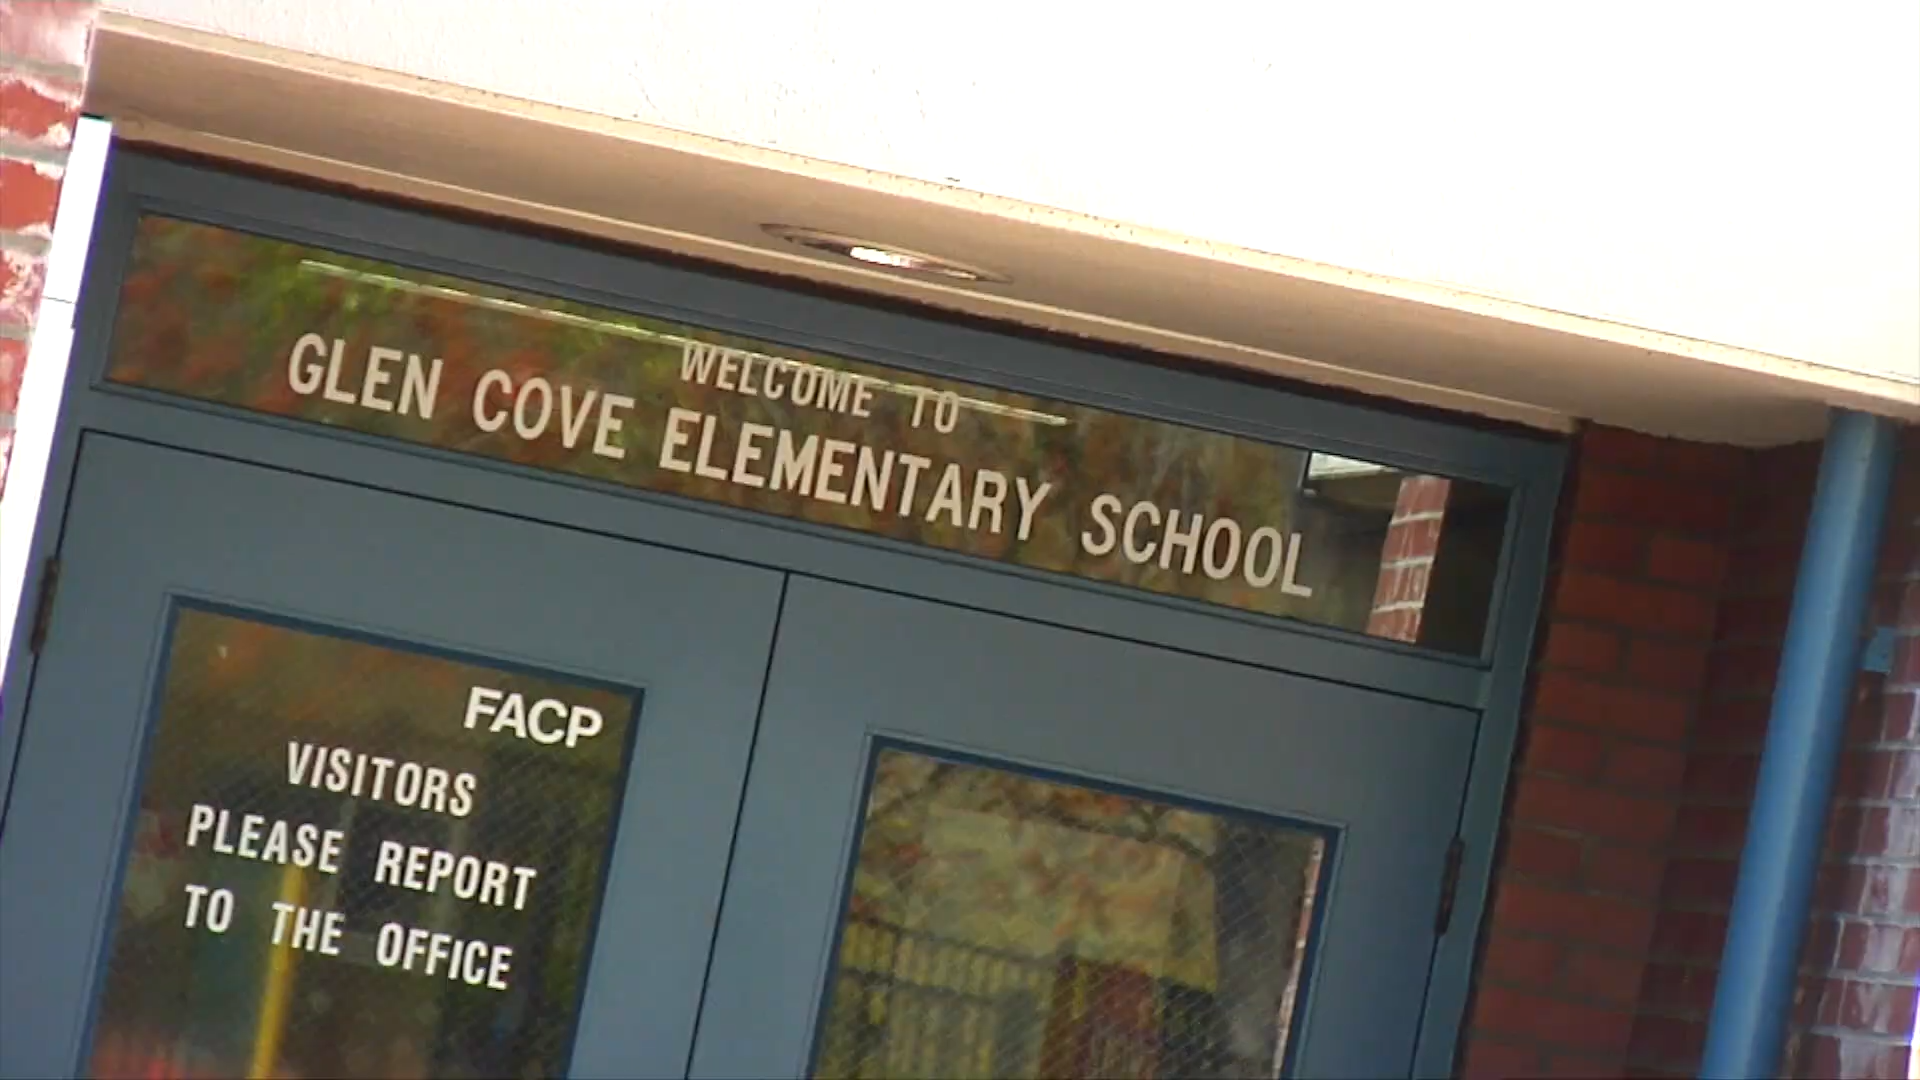 WELCOME TO
GLEN COVE ELEMENTARY SCHOOL
FACP
VISITORS
PLEASE REPORT
TO THE OFFICE